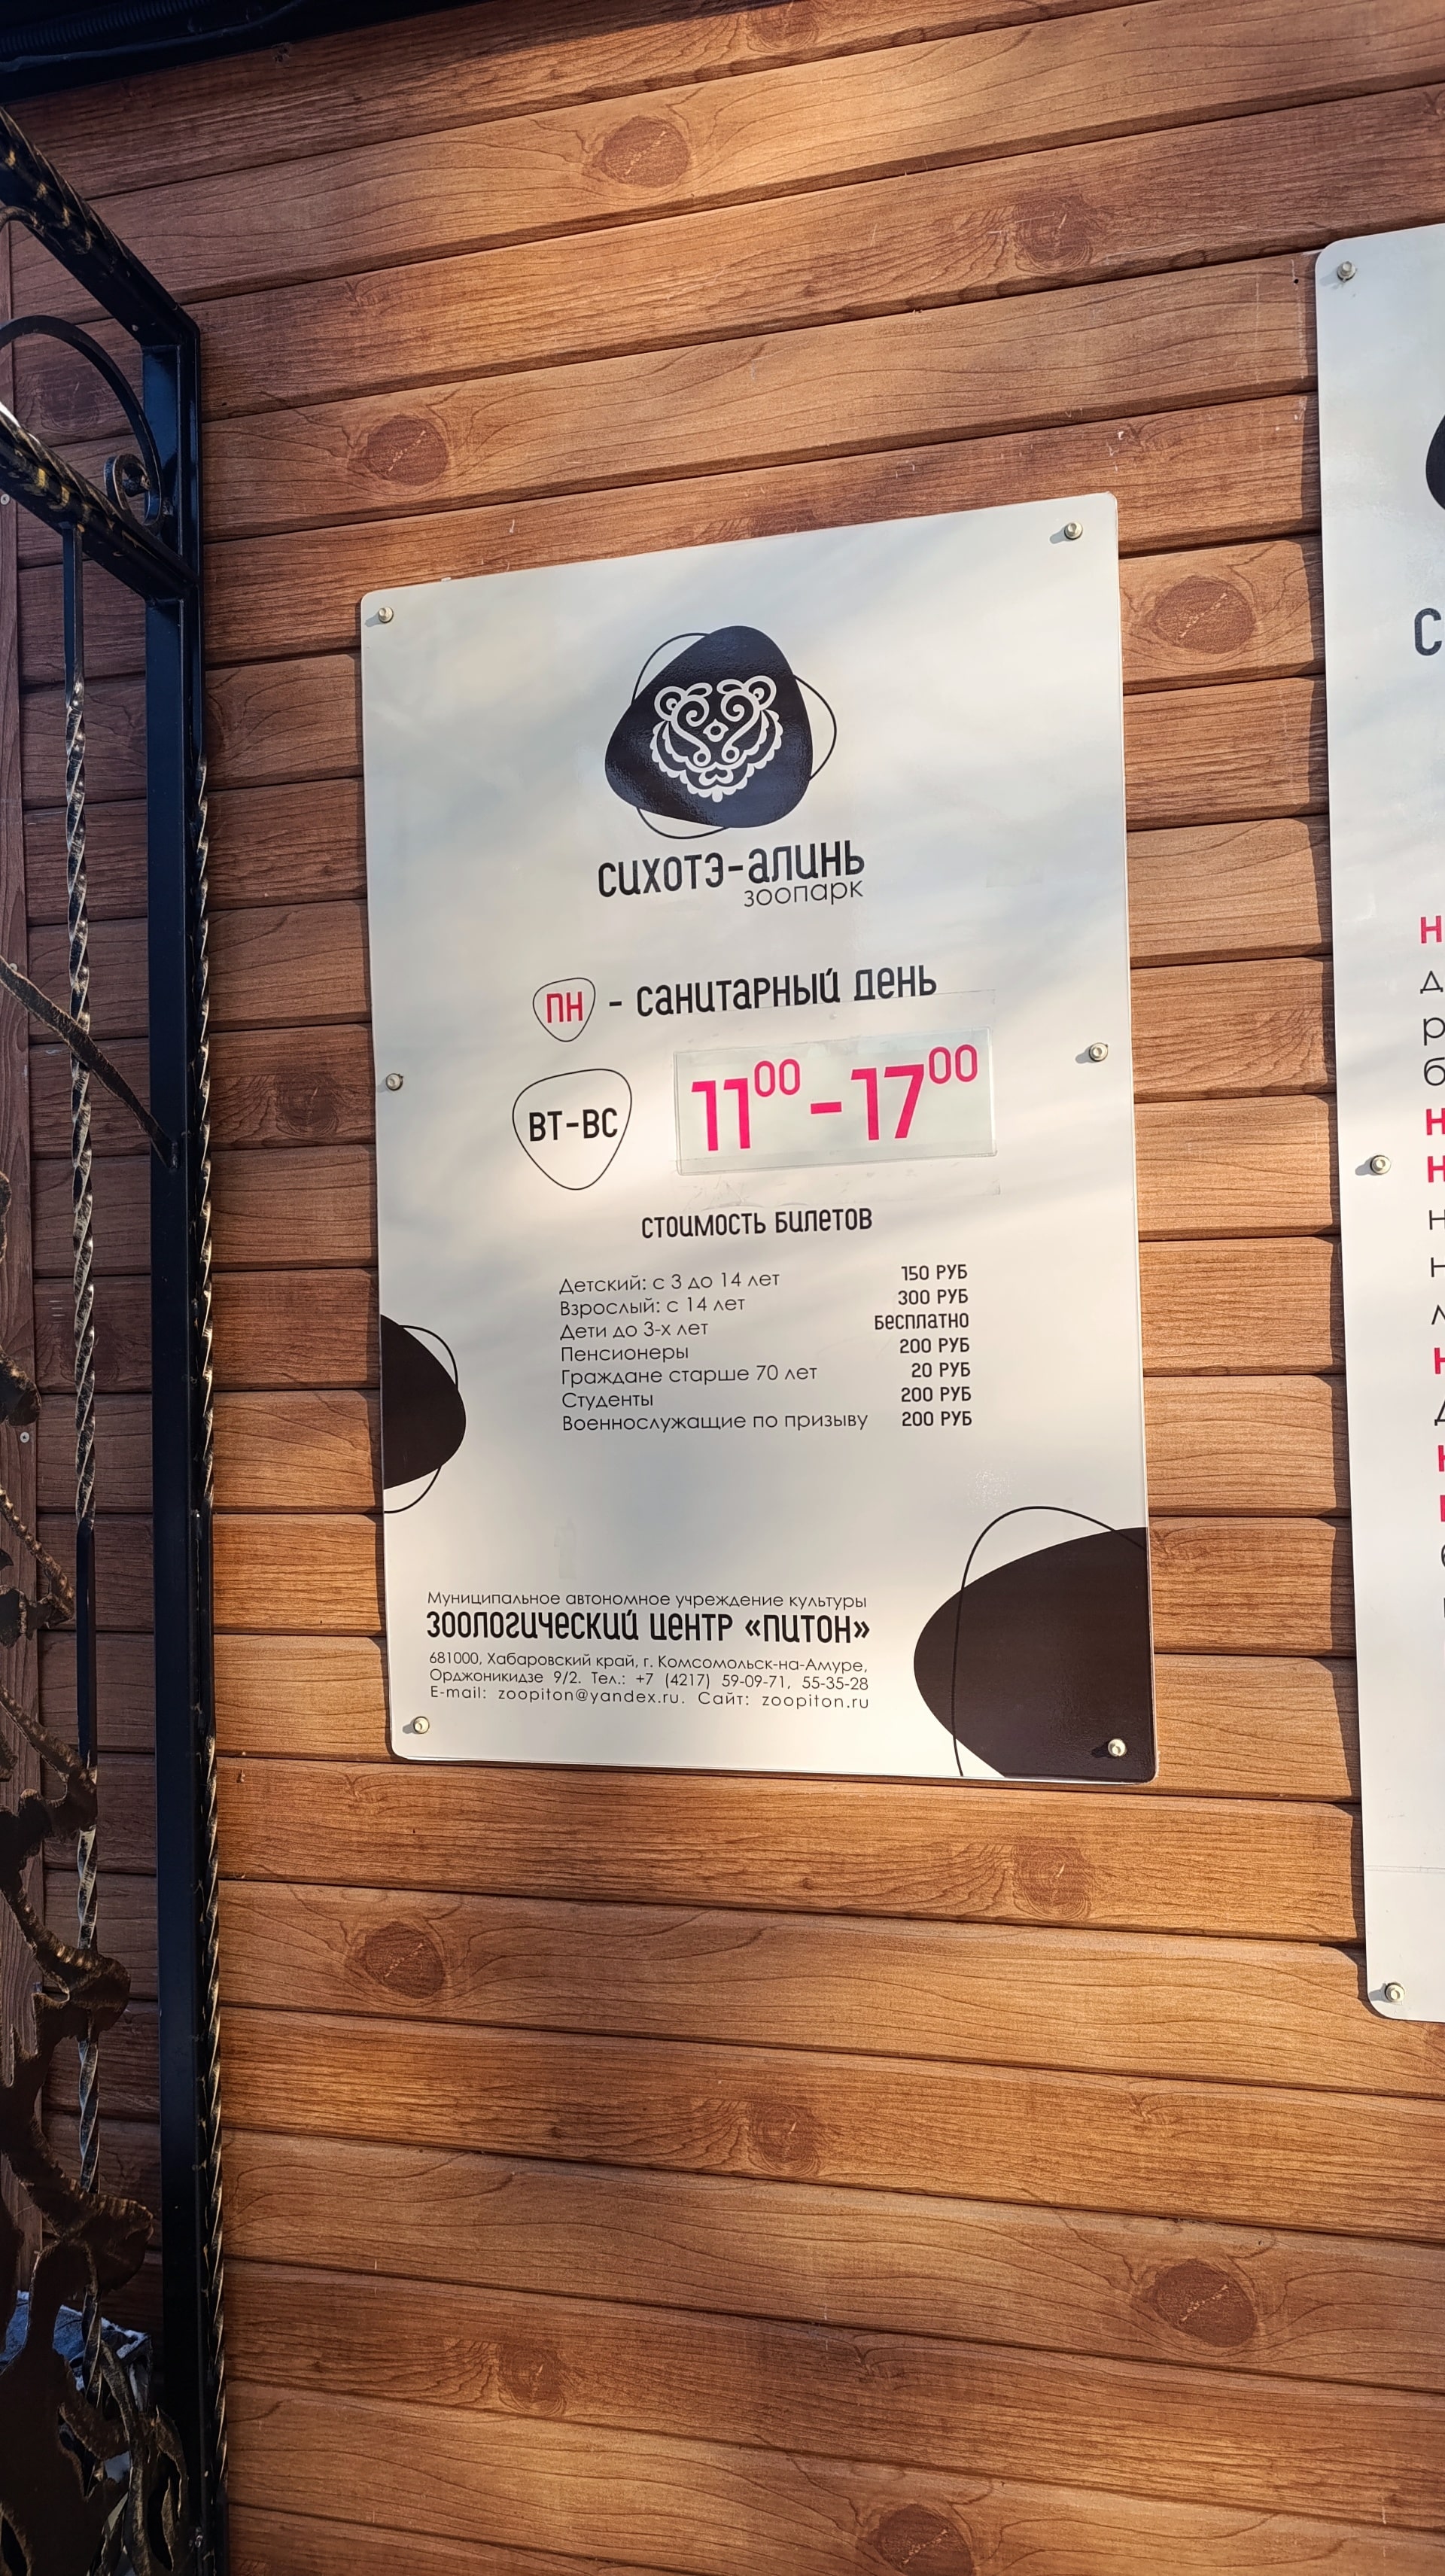 СИХОТЭ-АЛИНЬ
зоопарк
ПН - САНИТАРНЫЙ ДЕНЬ
ВТ-ВС 11⁰⁰-17⁰⁰
СТОИМОСТЬ БИЛЕТОВ
Детский: с 3 до 14 лет 150 РУБ
Взрослый: с 14 лет 300 РУБ
Дети до 3-х лет БЕСПЛАТНО
Пенсионеры 200 РУБ
Граждане старше 70 лет 20 РУБ
Студенты 200 РУБ
Военнослужащие по призыву 200 РУБ
Муниципальное автономное учреждение культуры
ЗООЛОГИЧЕСКИЙ ЦЕНТР «ПИТОН»
681000, Хабаровский край, г. Комсомольск-на-Амуре,
Орджоникидзе 9/2. Тел.: +7 (4217) 59-09-71, 55-35-28
E-mail: zoopiton@yandex.ru. Сайт: zoopiton.ru